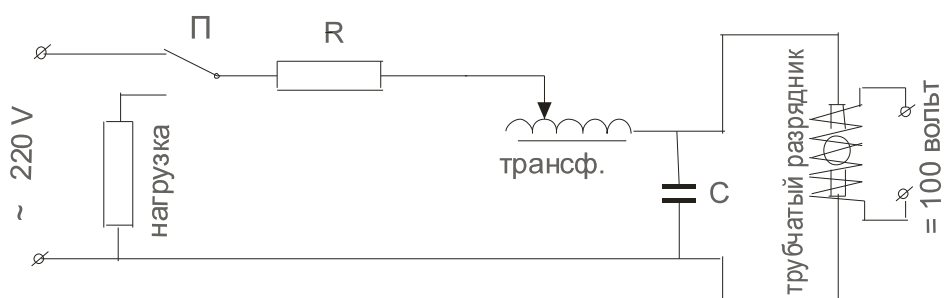 П
R
~ 220 V
нагрузка
трансф.
C
трубчатый разрядник
= 100 вольт